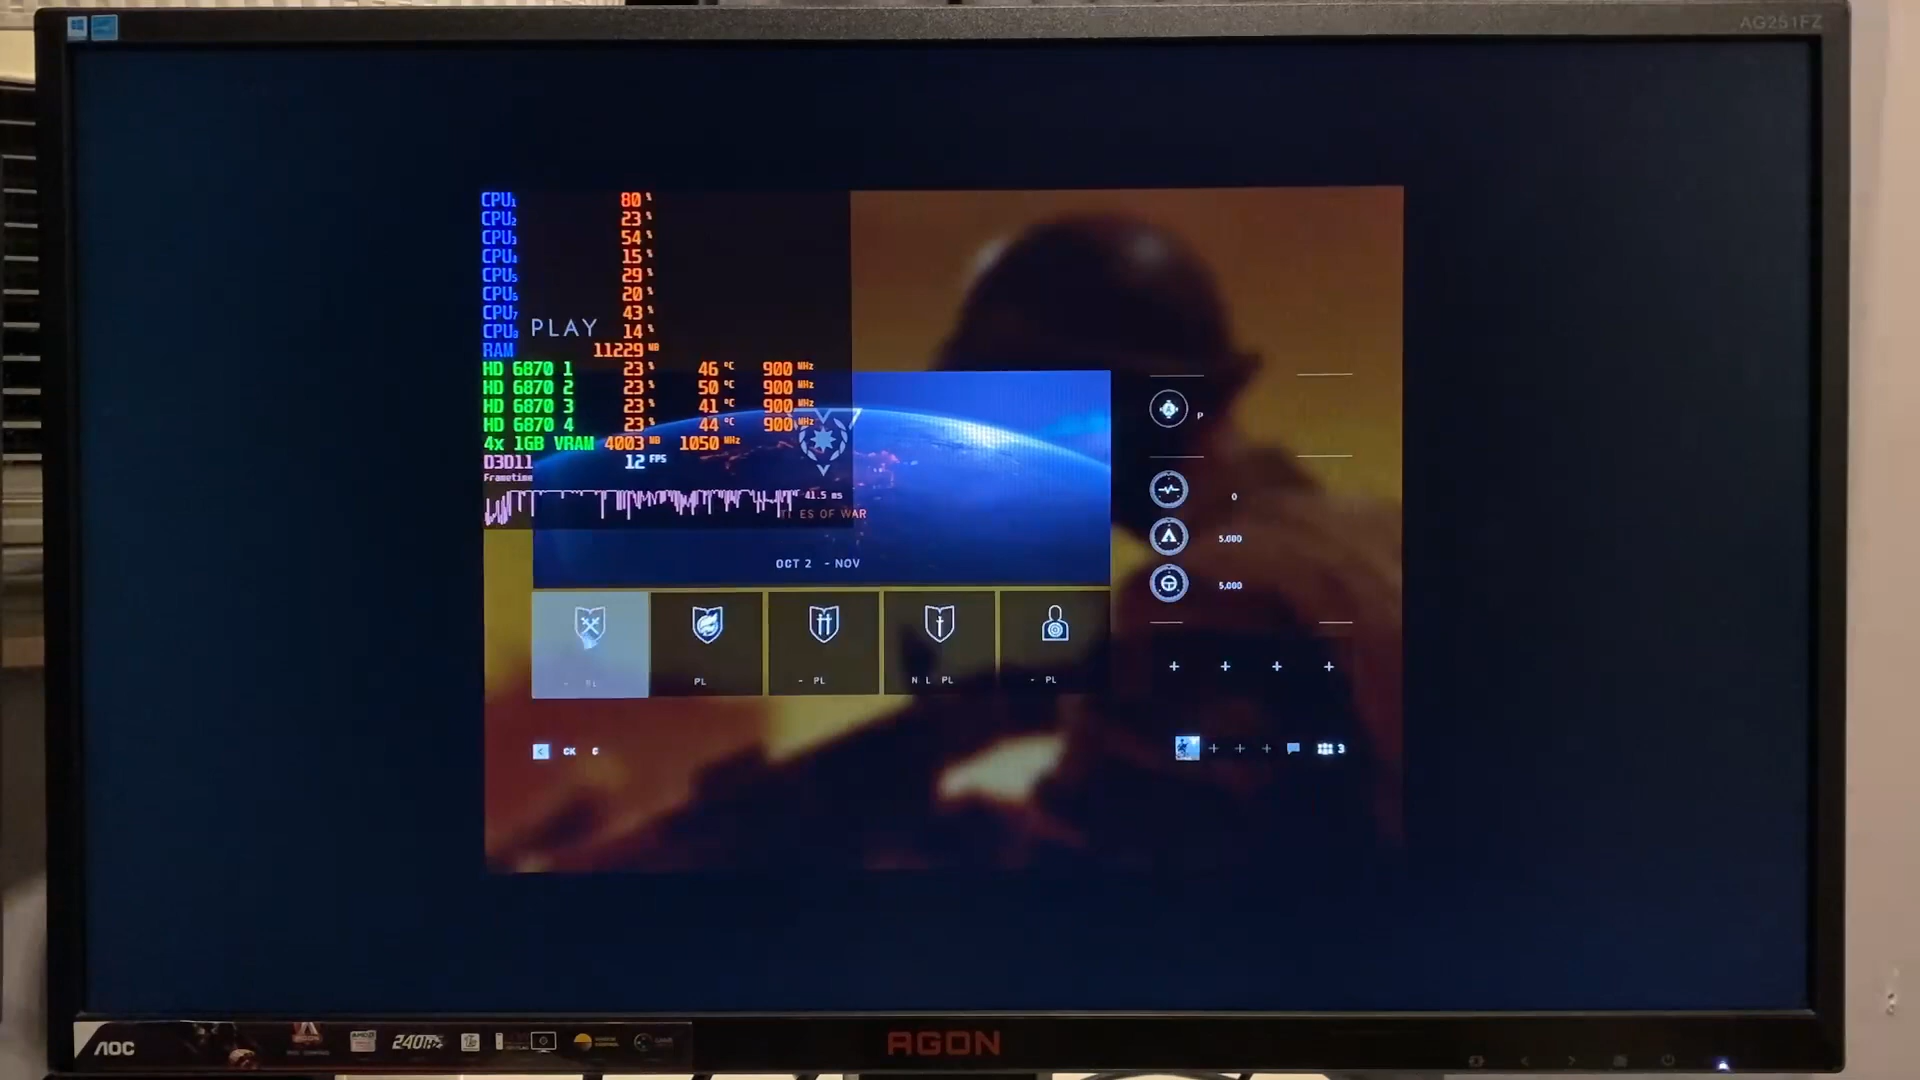 AG251FZ
CPU1 80 %
CPU2 23 %
CPU3 54 %
CPU4 15 %
CPU5 29 %
CPU6 20 %
CPU7 43 %
CPU8 14 %
PLAY
RAM 11229 MB
HD 6870 1 23 % 46 °C 900 MHz
HD 6870 2 23 % 50 °C 900 MHz
HD 6870 3 23 % 41 °C 900 MHz
HD 6870 4 23 % 44 °C 900 MHz
4x 1GB VRAM 4003 MB 1050 MHz
D3D11 12 FPS
Frametime
41.5 ms
ES OF WAR
OCT 2 - NOV
P
0
5,000
5,000
- PL
PL
- PL
N L PL
- PL
CK C
3
AOC
240Hz
AGON